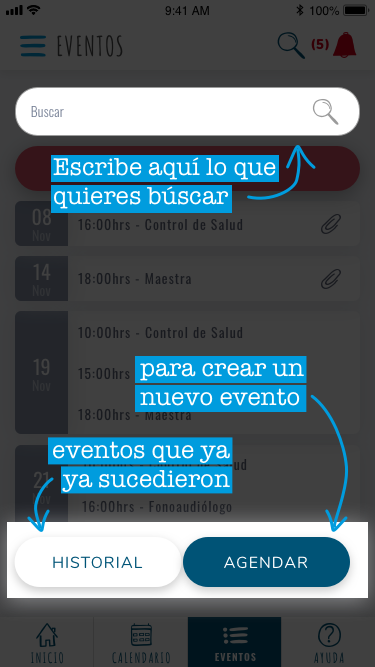 9:41 AM
100%
EVENTOS
(5)
Buscar
Escribe aquí lo que
quieres búscar
08
Nov
16:00hrs - Control de Salud
14
Nov
18:00hrs - Maestra
10:00hrs - Control de Salud
19
Nov
15:00hrs
para crear un
nuevo evento
18:00hrs - Maestra
eventos que ya
ya sucedieron
21
16:00hrs - Fonoaudiólogo
HISTORIAL
AGENDAR
INICIO
CALENDARIO
EVENTOS
AYUDA